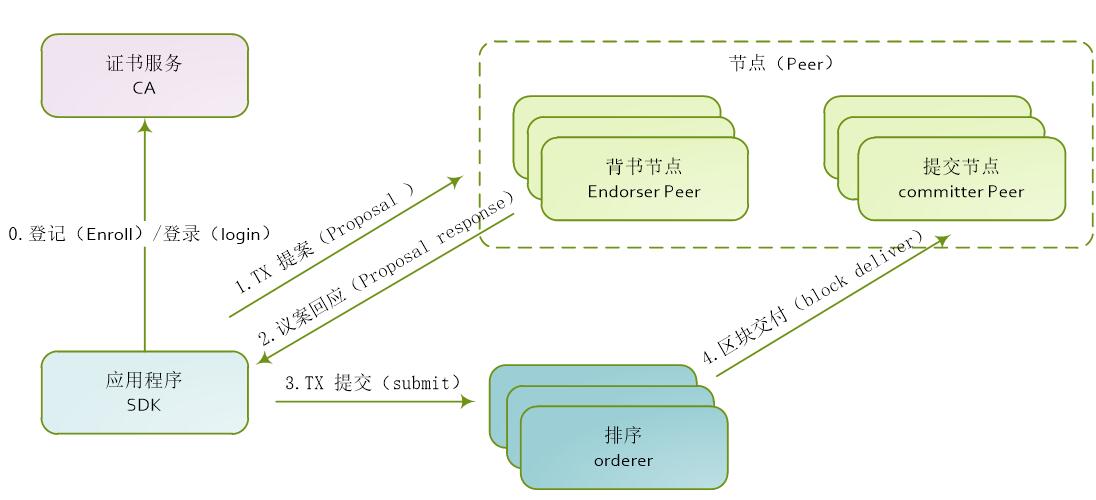 证书服务
CA
节点（Peer）
背书节点
Endorser Peer
提交节点
committer Peer
0.登记（Enroll）/登录（login）
1.TX 提案（Proposal ）
2.议案回应（Proposal response）
应用程序
SDK
3.TX 提交（submit）
4.区块交付（block deliver）
排序
orderer